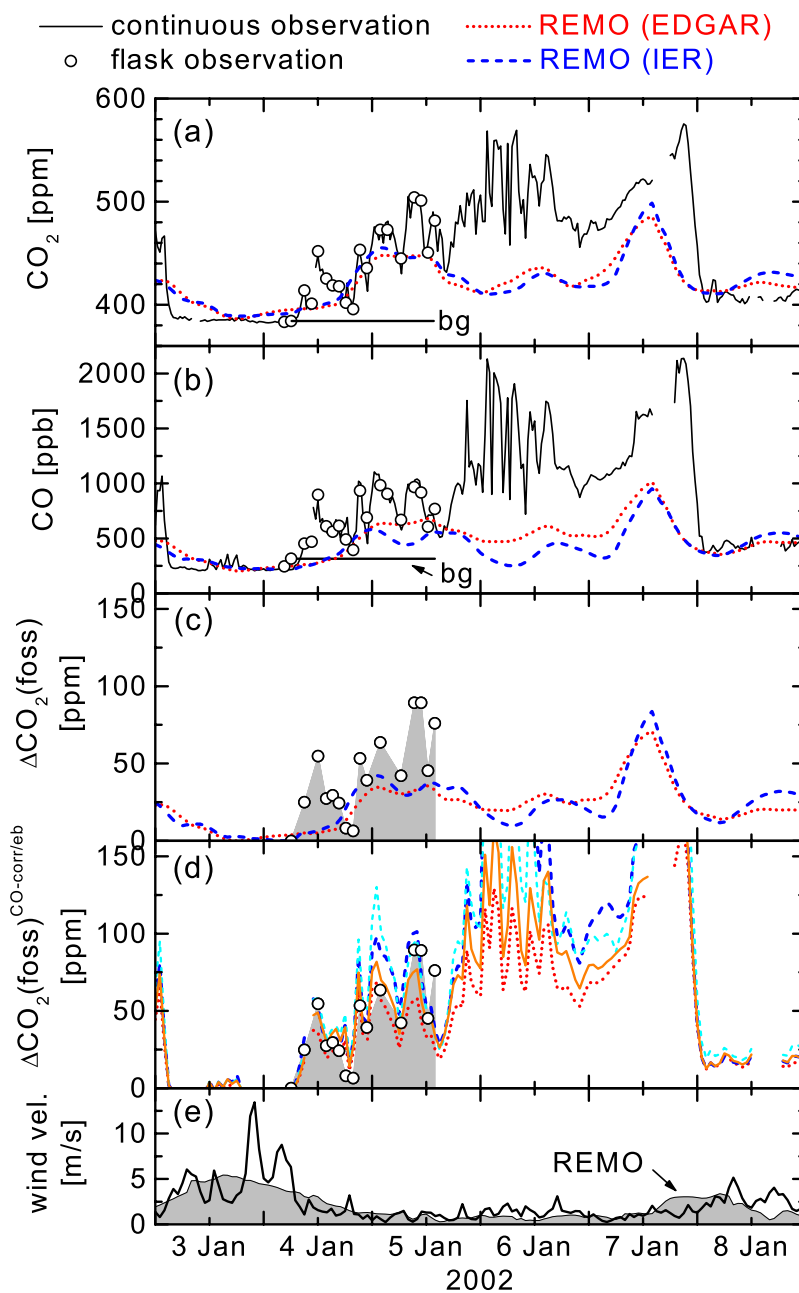 continuous observation
flask observation
REMO (EDGAR)
REMO (IER)
600
500
400
CO₂ [ppm]
(a)
bg
2000
1500
1000
500
0
CO [ppb]
(b)
bg
150
100
50
0
ΔCO₂(foss)
[ppm]
(c)
150
100
50
0
ΔCO₂(foss)^CO-corr/eb
[ppm]
(d)
10
5
0
wind vel.
[m/s]
(e)
REMO
3 Jan 4 Jan 5 Jan 6 Jan 7 Jan 8 Jan
2002